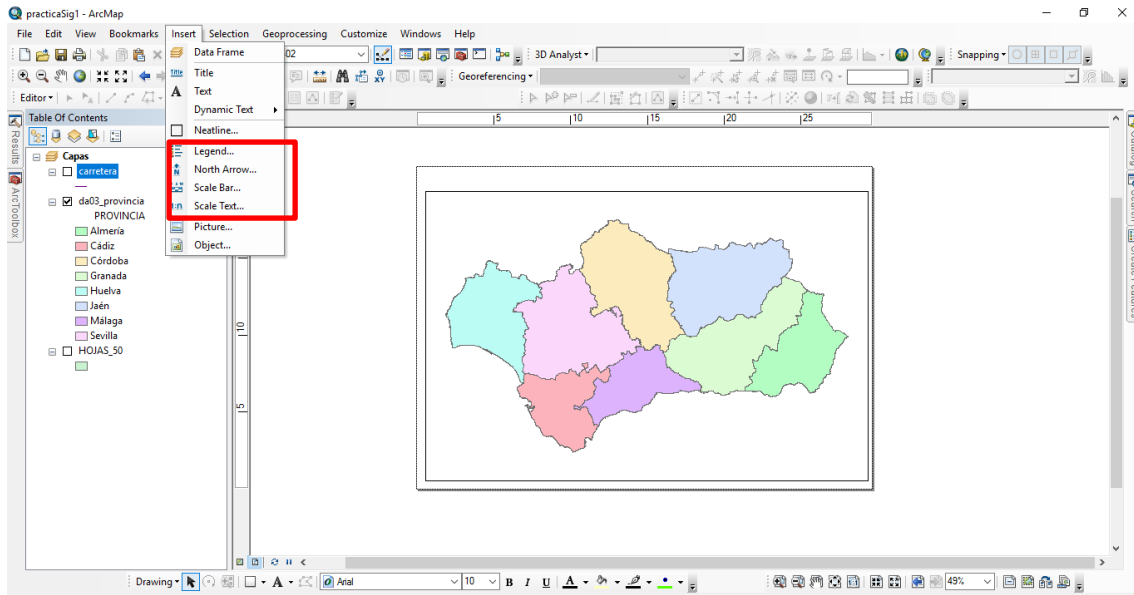 practicaSig1 - ArcMap
File Edit View Bookmarks Insert Selection Geoprocessing Customize Windows Help
02 3D Analyst Snapping
Georeferencing
Editor
Data Frame
Title
Text
Dynamic Text
Neatline...
Legend...
North Arrow...
Scale Bar...
Scale Text...
Picture...
Object...
Table Of Contents
Capas
carretera
da03_provincia
PROVINCIA
Almería
Cádiz
Córdoba
Granada
Huelva
Jaén
Málaga
Sevilla
HOJAS_50
Results
ArcToolbox
5 10 15 20 25
10
5
Drawing A Arial 10 B I U A 49%